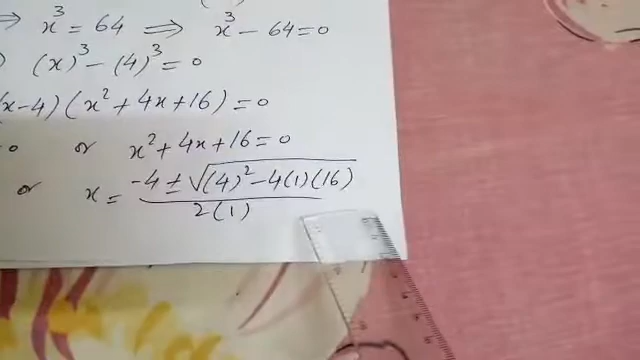 ⇒ x³ = 64 ⇒ x³ - 64 = 0
(x)³ - (4)³ = 0
(x-4)(x² + 4x + 16) = 0
= 0 or x² + 4x + 16 = 0
or x = (-4 ± √((4)² - 4(1)(16))) / 2(1)